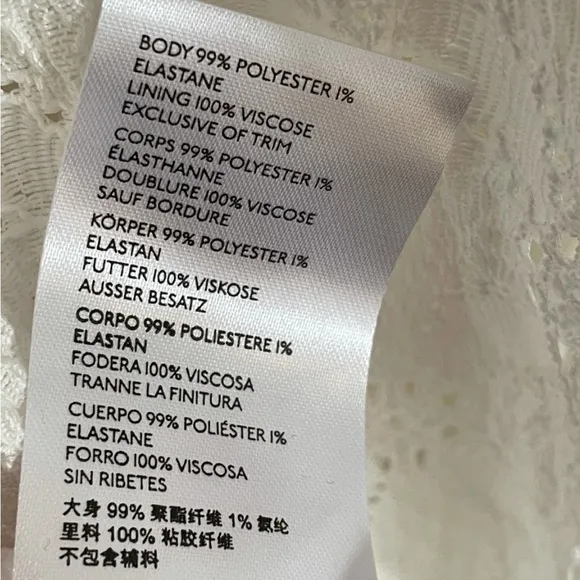 BODY 99% POLYESTER 1%
ELASTANE
LINING 100% VISCOSE
EXCLUSIVE OF TRIM
CORPS 99% POLYESTER 1%
ÉLASTHANNE
DOUBLURE 100% VISCOSE
SAUF BORDURE
KÖRPER 99% POLYESTER 1%
ELASTAN
FUTTER 100% VISKOSE
AUSSER BESATZ
CORPO 99% POLIESTERE 1%
ELASTAN
FODERA 100% VISCOSA
TRANNE LA FINITURA
CUERPO 99% POLIÉSTER 1%
ELASTANE
FORRO 100% VISCOSA
SIN RIBETES
大身 99% 聚酯纤维 1% 氨纶
里料 100% 粘胶纤维
不包含辅料